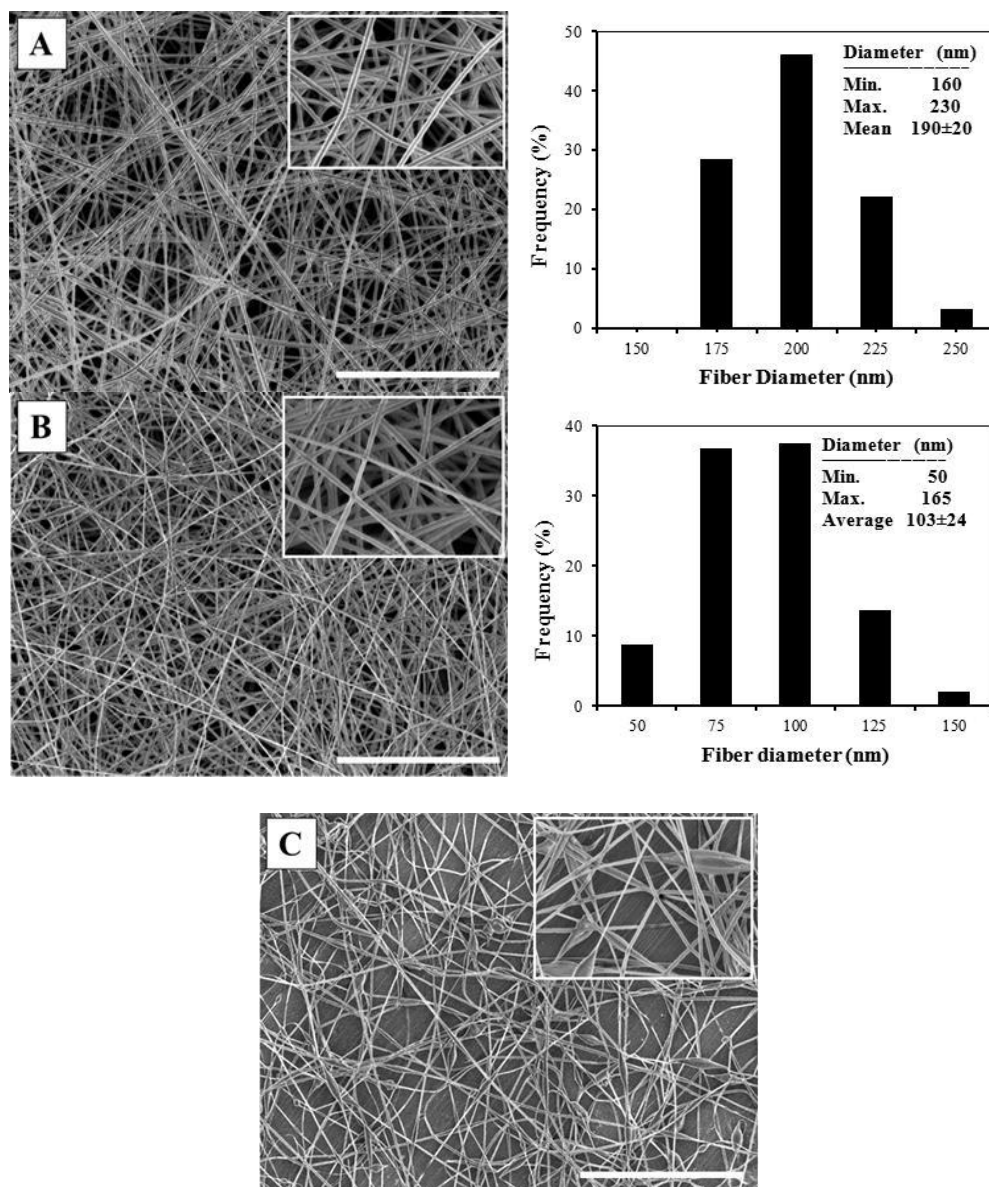 A
50
40
30
20
10
0
Frequency (%)
Diameter (nm)
Min. 160
Max. 230
Mean 190±20
150 175 200 225 250
Fiber Diameter (nm)
B
40
30
20
10
0
Frequency (%)
Diameter (nm)
Min. 50
Max. 165
Average 103±24
50 75 100 125 150
Fiber diameter (nm)
C